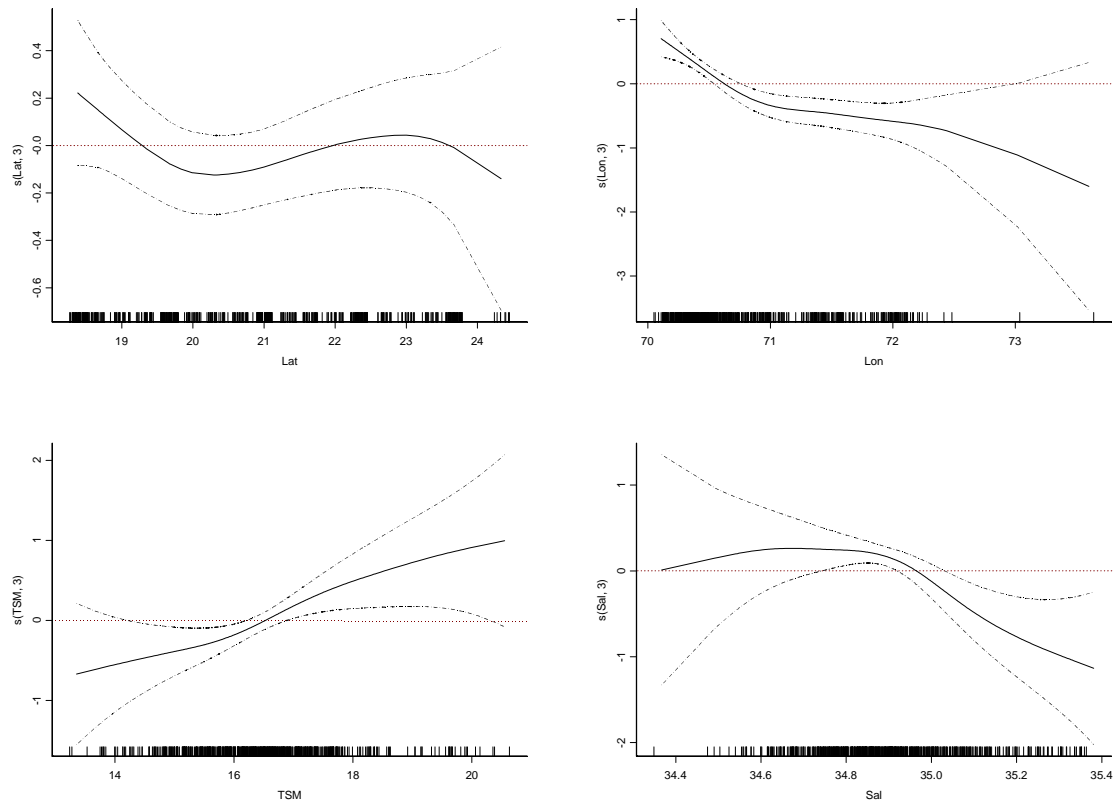 0.4
0.2
-0.0
-0.2
-0.4
-0.6
s(Lat, 3)
19 20 21 22 23 24
Lat
1
0
-1
-2
-3
s(Lon, 3)
70 71 72 73
Lon
2
1
0
-1
s(TSM, 3)
14 16 18 20
TSM
1
0
-1
-2
s(Sal, 3)
34.4 34.6 34.8 35.0 35.2 35.4
Sal